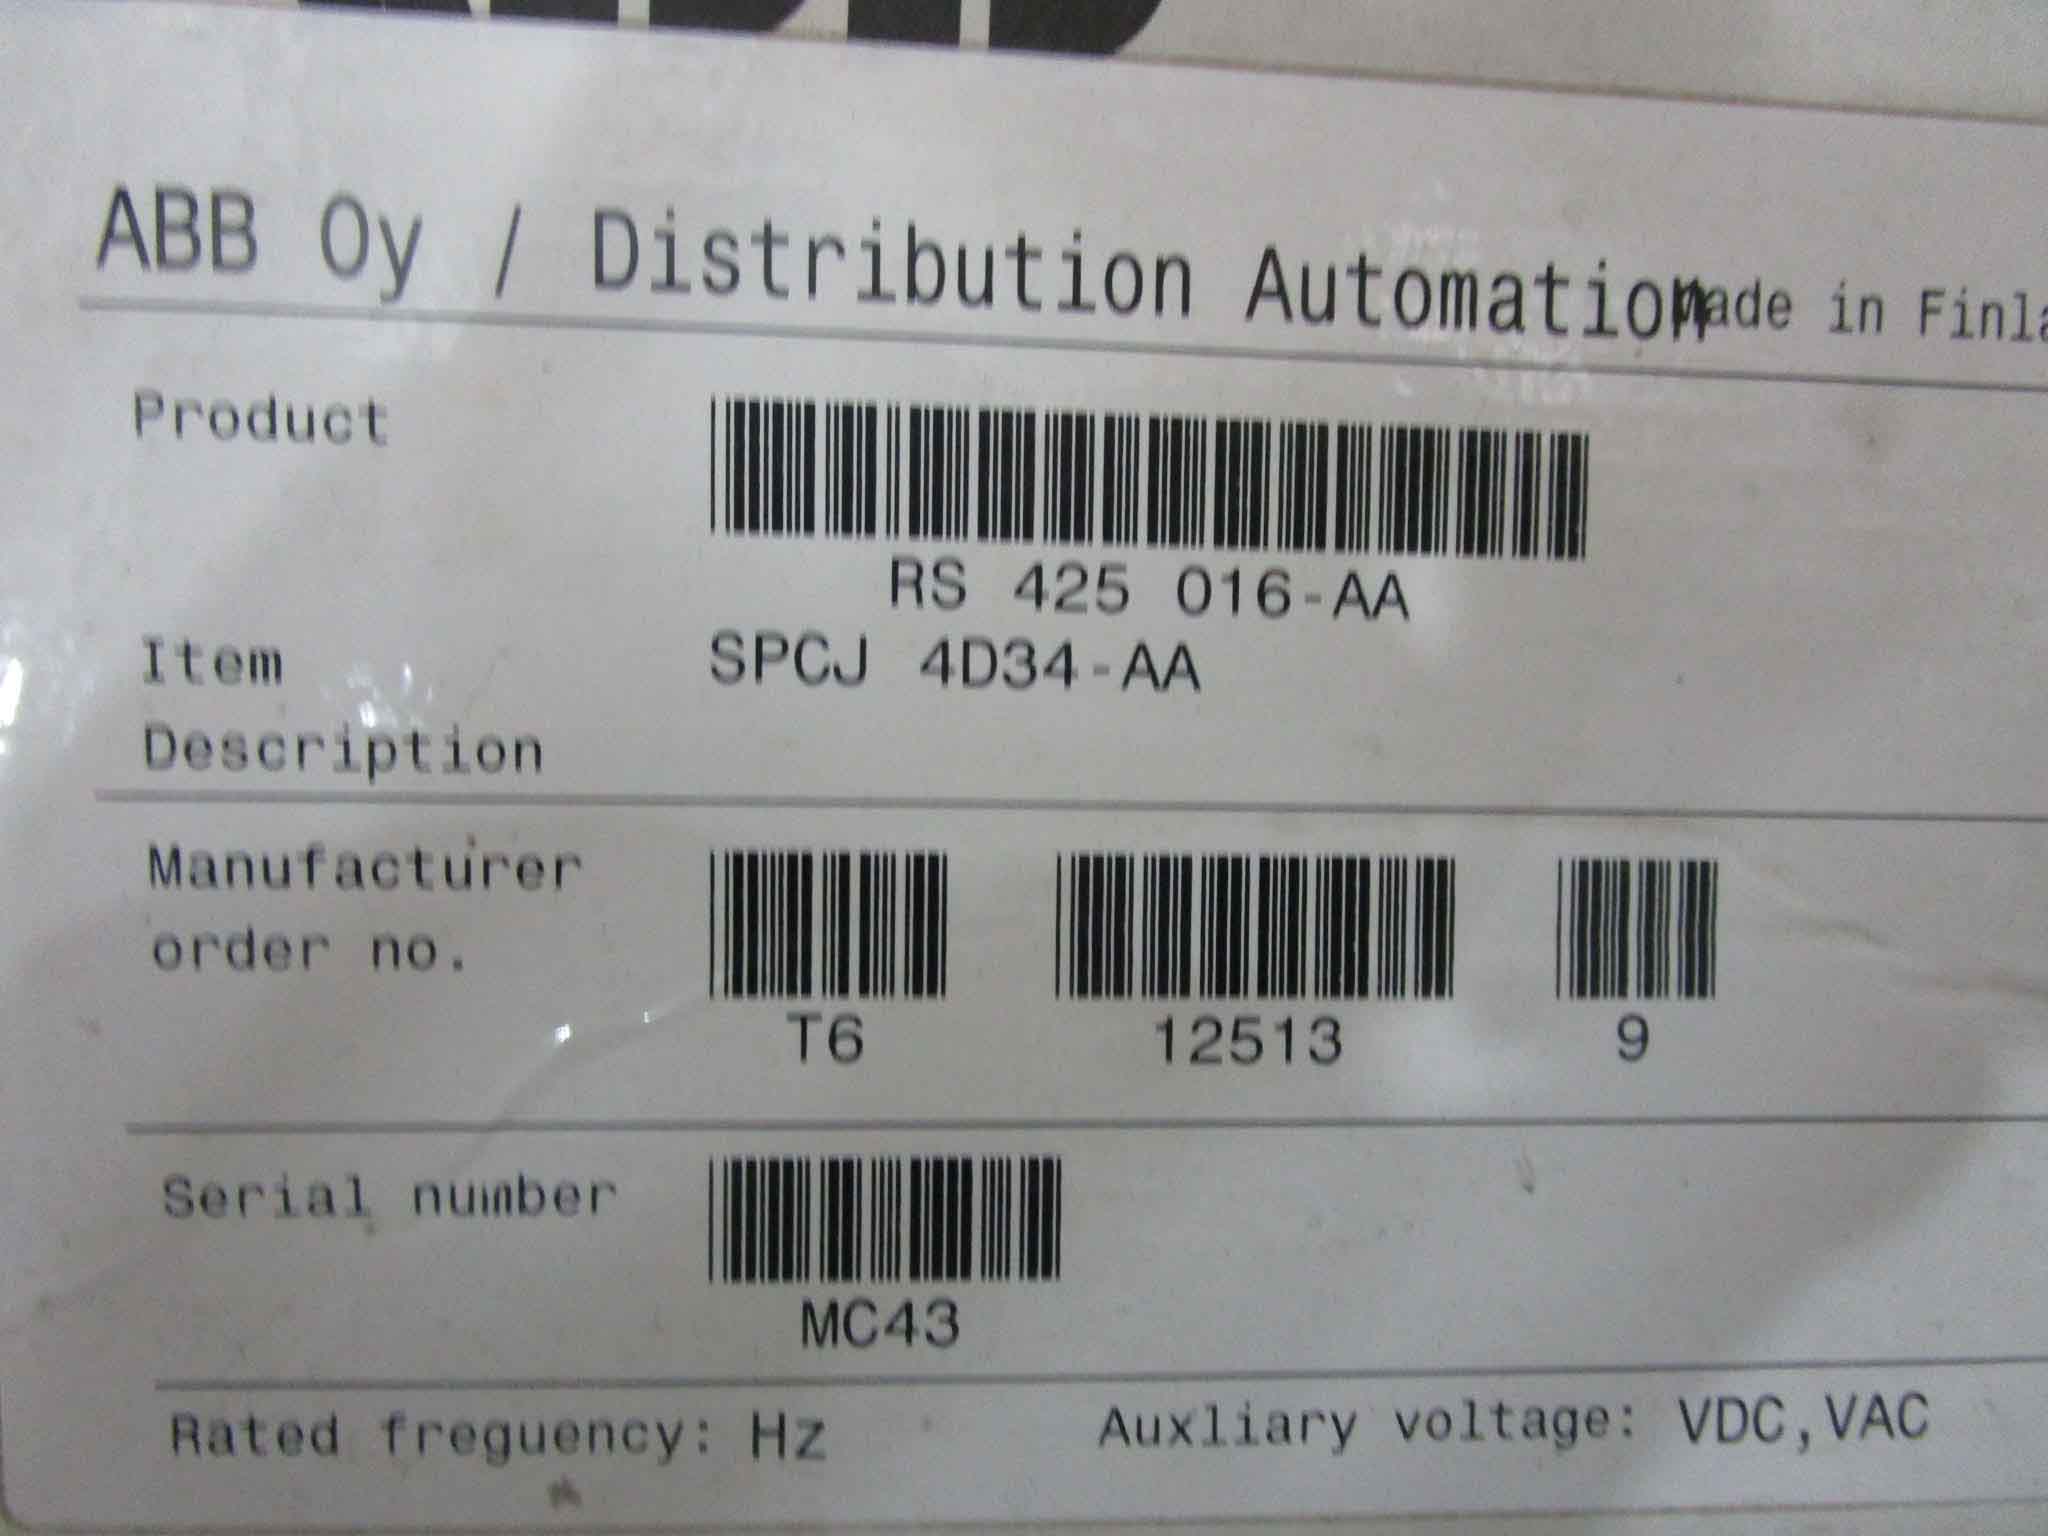 ABB Oy / Distribution Automation Made in Finla
Product
RS 425 016-AA
Item SPCJ 4D34-AA
Description
Manufacturer
order no.
T6 12513 9
Serial number
MC43
Rated freguency: Hz Auxliary voltage: VDC,VAC